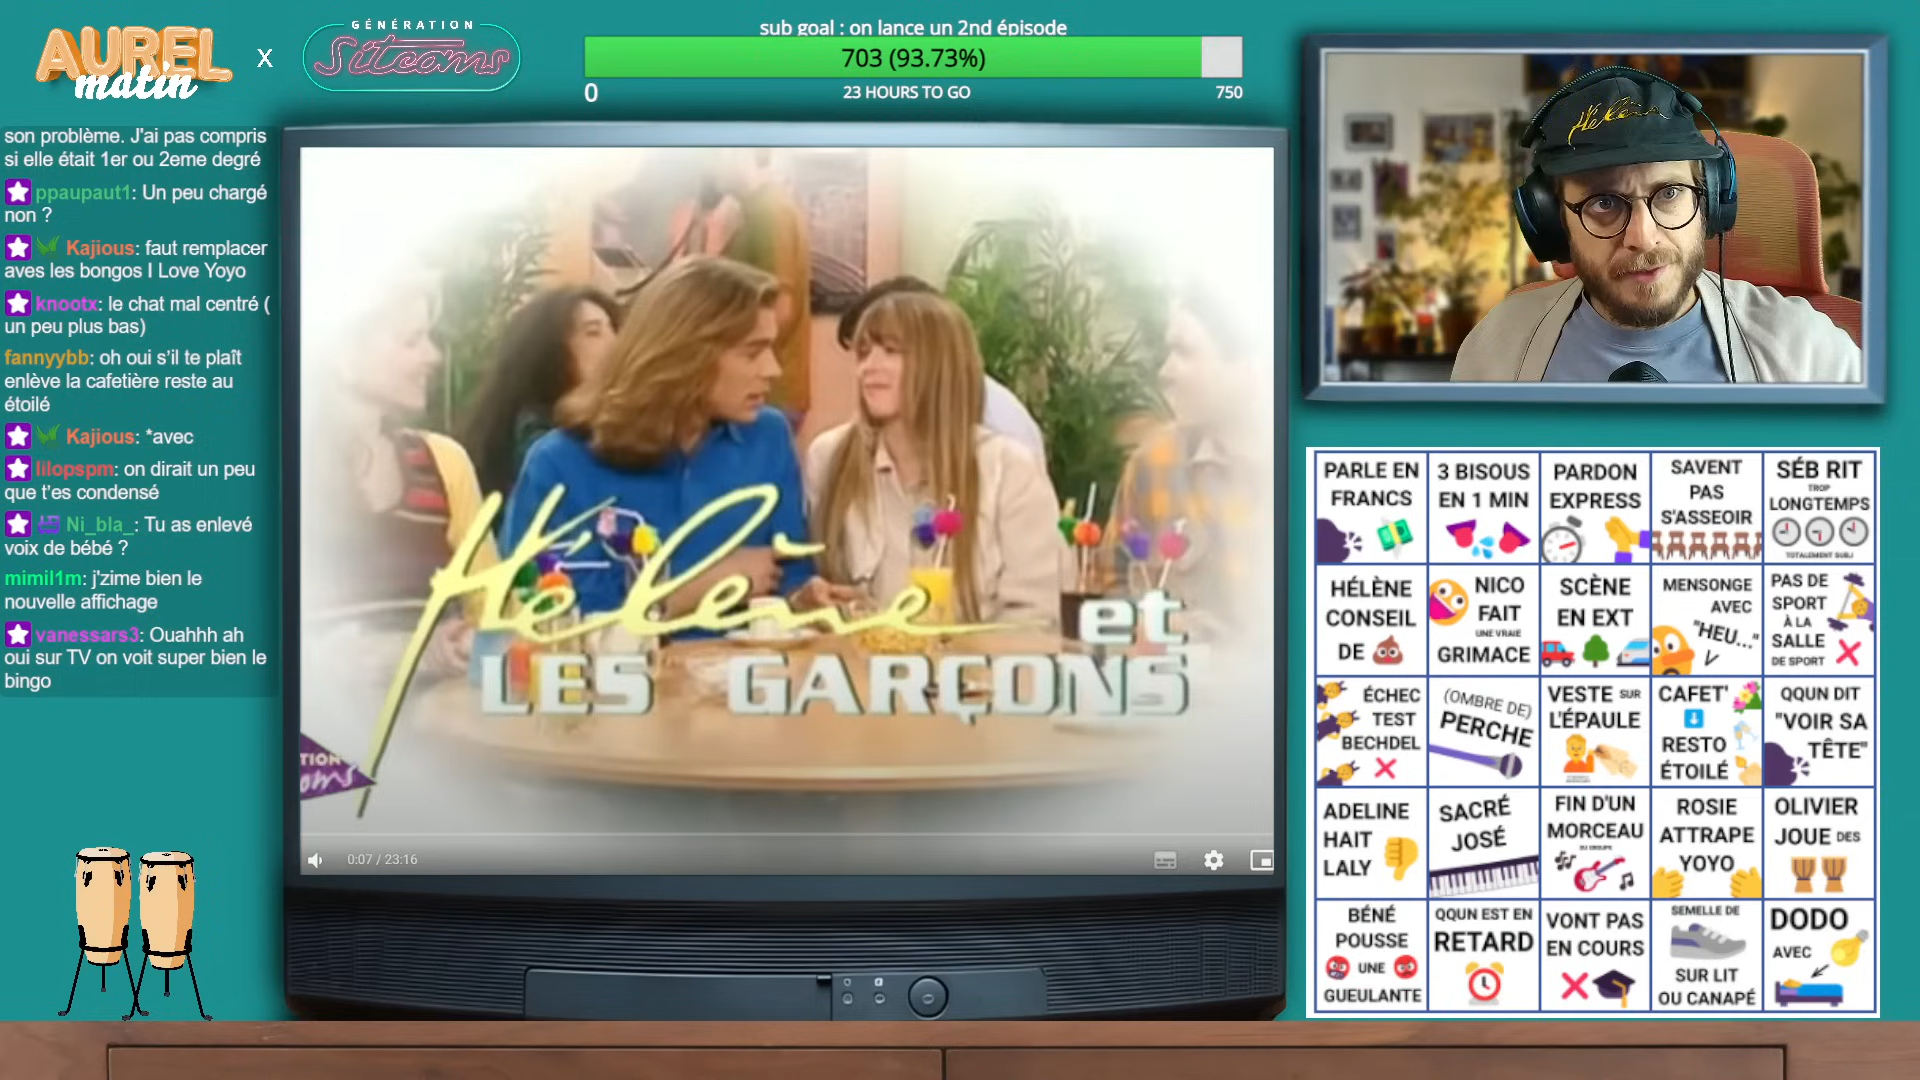 AUREL
matin
X
GÉNÉRATION
Sitcoms
sub goal : on lance un 2nd épisode
703 (93.73%)
0
23 HOURS TO GO
750
son problème. J'ai pas compris
si elle était 1er ou 2eme degré
ppaupaut1: Un peu chargé
non ?
Kajious: faut remplacer
aves les bongos I Love Yoyo
knootx: le chat mal centré (
un peu plus bas)
fannyybb: oh oui s'il te plaît
enlève la cafetière reste au
étoilé
Kajious: *avec
lilopspm: on dirait un peu
que t'es condensé
Ni_bla_: Tu as enlevé
voix de bébé ?
mimil1m: j'zime bien le
nouvelle affichage
vanessars3: Ouahhh ah
oui sur TV on voit super bien le
bingo
Hélène et
LES GARÇONS
TION
oms
0:07 / 23:16
Hélène
PARLE EN
FRANCS
3 BISOUS
EN 1 MIN
PARDON
EXPRESS
SAVENT
PAS
S'ASSEOIR
SÉB RIT
TROP
LONGTEMPS
TOTALEMENT SUBJ
HÉLÈNE
CONSEIL
DE
NICO
FAIT
UNE VRAIE
GRIMACE
SCÈNE
EN EXT
MENSONGE
AVEC
"HEU..."
PAS DE
SPORT
À LA
SALLE
DE SPORT
ÉCHEC
TEST
BECHDEL
(OMBRE DE)
PERCHE
VESTE SUR
L'ÉPAULE
CAFET'
RESTO
ÉTOILÉ
QQUN DIT
"VOIR SA
TÊTE"
ADELINE
HAIT
LALY
SACRÉ
JOSÉ
FIN D'UN
MORCEAU
DU GROUPE
ROSIE
ATTRAPE
YOYO
OLIVIER
JOUE DES
BÉNÉ
POUSSE
UNE
GUEULANTE
QQUN EST EN
RETARD
VONT PAS
EN COURS
SEMELLE DE
SUR LIT
OU CANAPÉ
DODO
AVEC